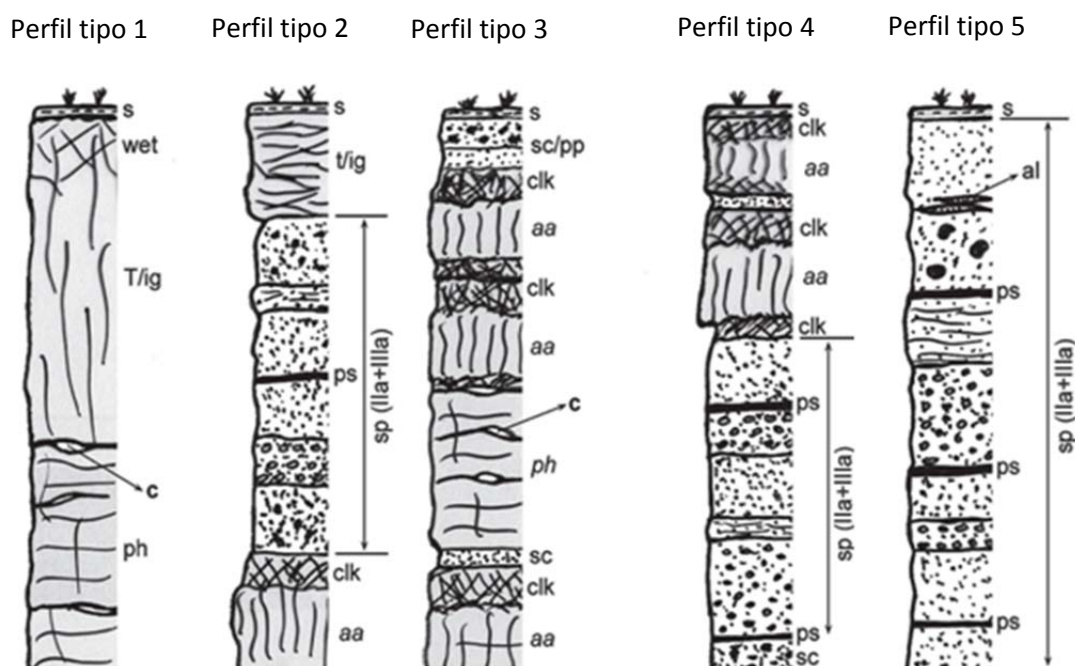 Perfil tipo 1
s
wet
T/ig
c
ph
Perfil tipo 2
s
t/ig
ps
sp (IIa+IIIa)
clk
aa
Perfil tipo 3
s
sc/pp
clk
aa
clk
aa
c
ph
sc
clk
aa
Perfil tipo 4
s
clk
aa
clk
aa
clk
ps
sp (IIa+IIIa)
ps
sc
Perfil tipo 5
s
al
ps
ps
sp (IIa+IIIa)
ps